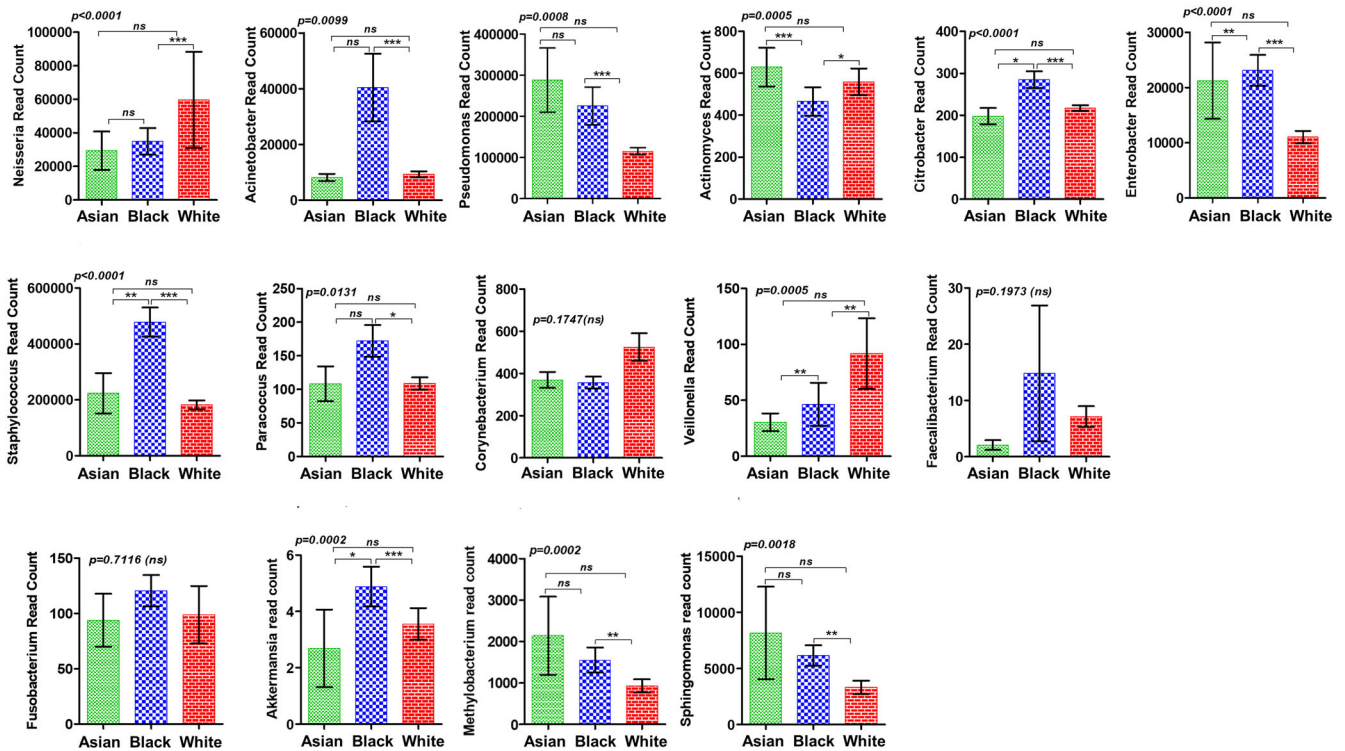 p<0.0001
ns
***
ns
Neisseria Read Count
100000
80000
60000
40000
20000
0
Asian Black White
p=0.0099
ns
ns
***
Acinetobacter Read Count
60000
40000
20000
0
Asian Black White
p=0.0008
ns
ns
***
Pseudomonas Read Count
400000
300000
200000
100000
0
Asian Black White
p=0.0005
ns
***
*
Actinomyces Read Count
800
600
400
200
0
Asian Black White
p<0.0001
ns
*
***
Citrobacter Read Count
400
300
200
100
0
Asian Black White
p<0.0001
ns
**
***
Enterobacter Read Count
30000
20000
10000
0
Asian Black White
p<0.0001
ns
**
***
Staphylococcus Read Count
600000
400000
200000
0
Asian Black White
p=0.0131
ns
ns
*
Paracoccus Read Count
250
200
150
100
50
0
Asian Black White
p=0.1747(ns)
Corynebacterium Read Count
800
600
400
200
0
Asian Black White
p=0.0005
ns
**
**
Veillonella Read Count
150
100
50
0
Asian Black White
p=0.1973 (ns)
Faecalibacterium Read Count
30
20
10
0
Asian Black White
p=0.7116 (ns)
Fusobacterium Read Count
150
100
50
0
Asian Black White
p=0.0002
ns
*
***
Akkermansia read count
6
4
2
0
Asian Black White
p=0.0002
ns
ns
**
Methylobacterium read count
4000
3000
2000
1000
0
Asian Black White
p=0.0018
ns
ns
**
Sphingomonas read count
15000
10000
5000
0
Asian Black White